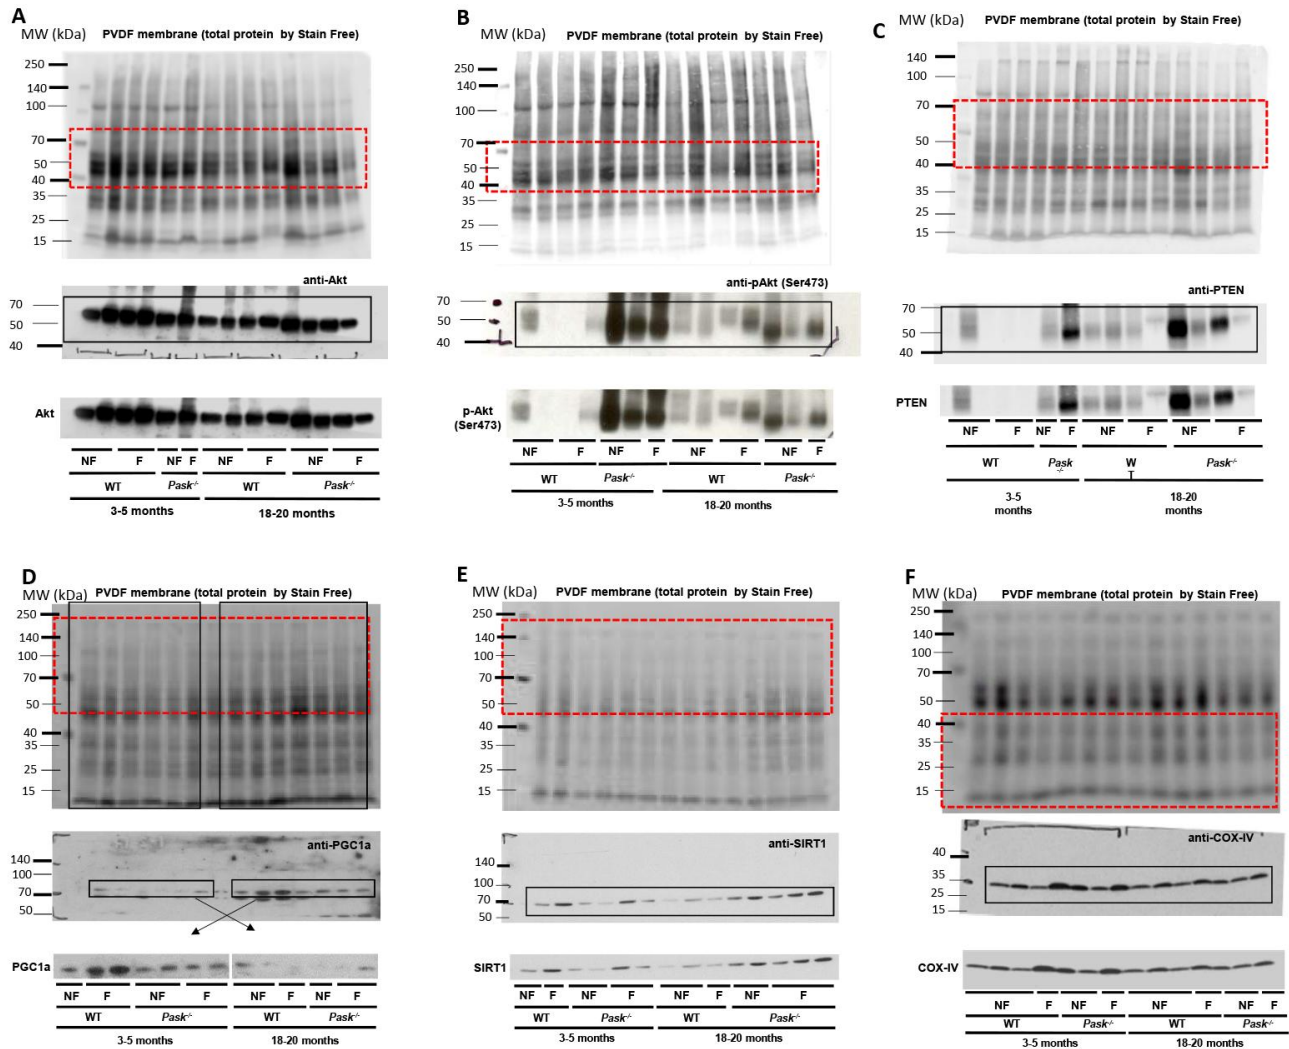 A
MW (kDa)
PVDF membrane (total protein by Stain Free)
250
140
100
70
50
40
35
25
15
anti-Akt
70
50
40
Akt
NF F NF F NF F NF F
WT Pask-/- WT Pask-/-
3-5 months 18-20 months
B
MW (kDa)
PVDF membrane (total protein by Stain Free)
250
140
100
70
50
40
35
25
15
anti-pAkt (Ser473)
70
50
40
p-Akt
(Ser473)
NF F NF F NF F NF F
WT Pask-/- WT Pask-/-
3-5 months 18-20 months
C
MW (kDa)
PVDF membrane (total protein by Stain Free)
140
100
70
50
40
35
25
15
anti-PTEN
70
50
40
PTEN
NF F NF F NF F NF F
WT Pask W Pask-/-
-/- T
3-5 18-20
months months
D
MW (kDa)
PVDF membrane (total protein by Stain Free)
250
140
100
70
50
40
35
25
15
anti-PGC1a
140
100
70
50
PGC1a
NF F NF F NF F NF F
WT Pask-/- WT Pask-/-
3-5 months 18-20 months
E
MW (kDa)
PVDF membrane (total protein by Stain Free)
250
140
100
70
50
40
35
25
15
anti-SIRT1
140
100
70
50
SIRT1
NF F NF F NF F NF F
WT Pask-/- WT Pask-/-
3-5 months 18-20 months
F
MW (kDa)
PVDF membrane (total protein by Stain Free)
250
140
100
70
50
40
35
25
15
anti-COX-IV
40
35
25
15
COX-IV
NF F NF F NF F NF F
WT Pask-/- WT Pask-/-
3-5 months 18-20 months